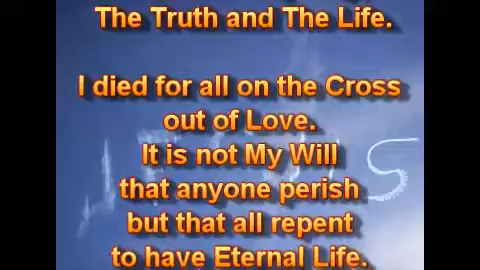 The Truth and The Life.
I died for all on the Cross
out of Love.
It is not My Will
that anyone perish
but that all repent
to have Eternal Life.